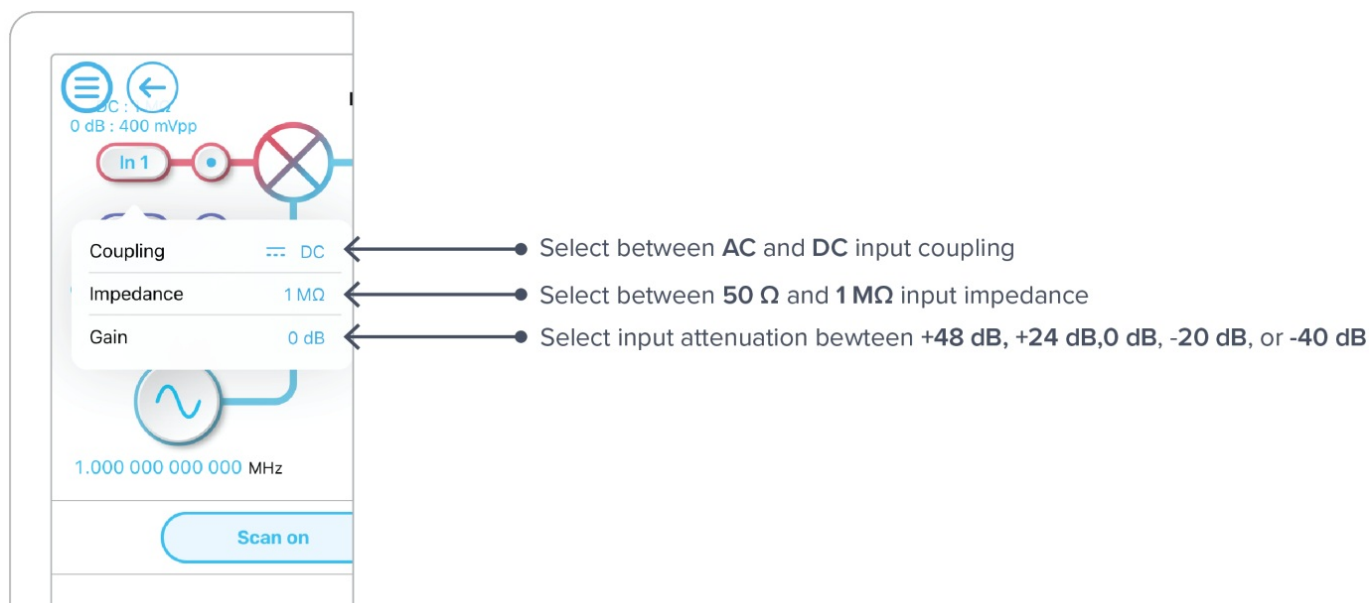 0 dB : 400 mVpp
In 1
Coupling DC
Select between AC and DC input coupling
Impedance 1 MΩ
Select between 50 Ω and 1 MΩ input impedance
Gain 0 dB
Select input attenuation bewteen +48 dB, +24 dB,0 dB, -20 dB, or -40 dB
1.000 000 000 000 MHz
Scan on